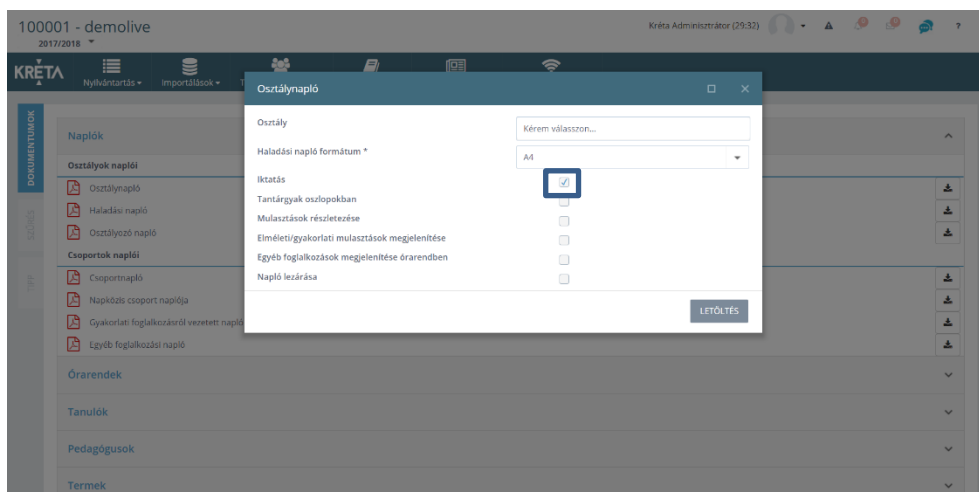 100001 - demolive
Kréta Adminisztrátor (29:32)
?
2017/2018
KRÉTA
Nyilvántartás
Importálások
Osztálynapló
DOKUMENTUMOK
Osztály
Kérem válasszon...
Naplók
Haladási napló formátum *
A4
Osztályok naplói
Osztálynapló
Iktatás
Tantárgyak oszlopokban
Haladási napló
Mulasztások részletezése
Osztályozó napló
Elméleti/gyakorlati mulasztások megjelenítése
Csoportok naplói
Egyéb foglalkozások megjelenítése órarendben
Csoportnapló
Napló lezárása
Napközis csoport naplója
LETÖLTÉS
Gyakorlati foglalkozásról vezetett napló
Egyéb foglalkozási napló
Órarendek
Tanulók
Pedagógusok
Termek